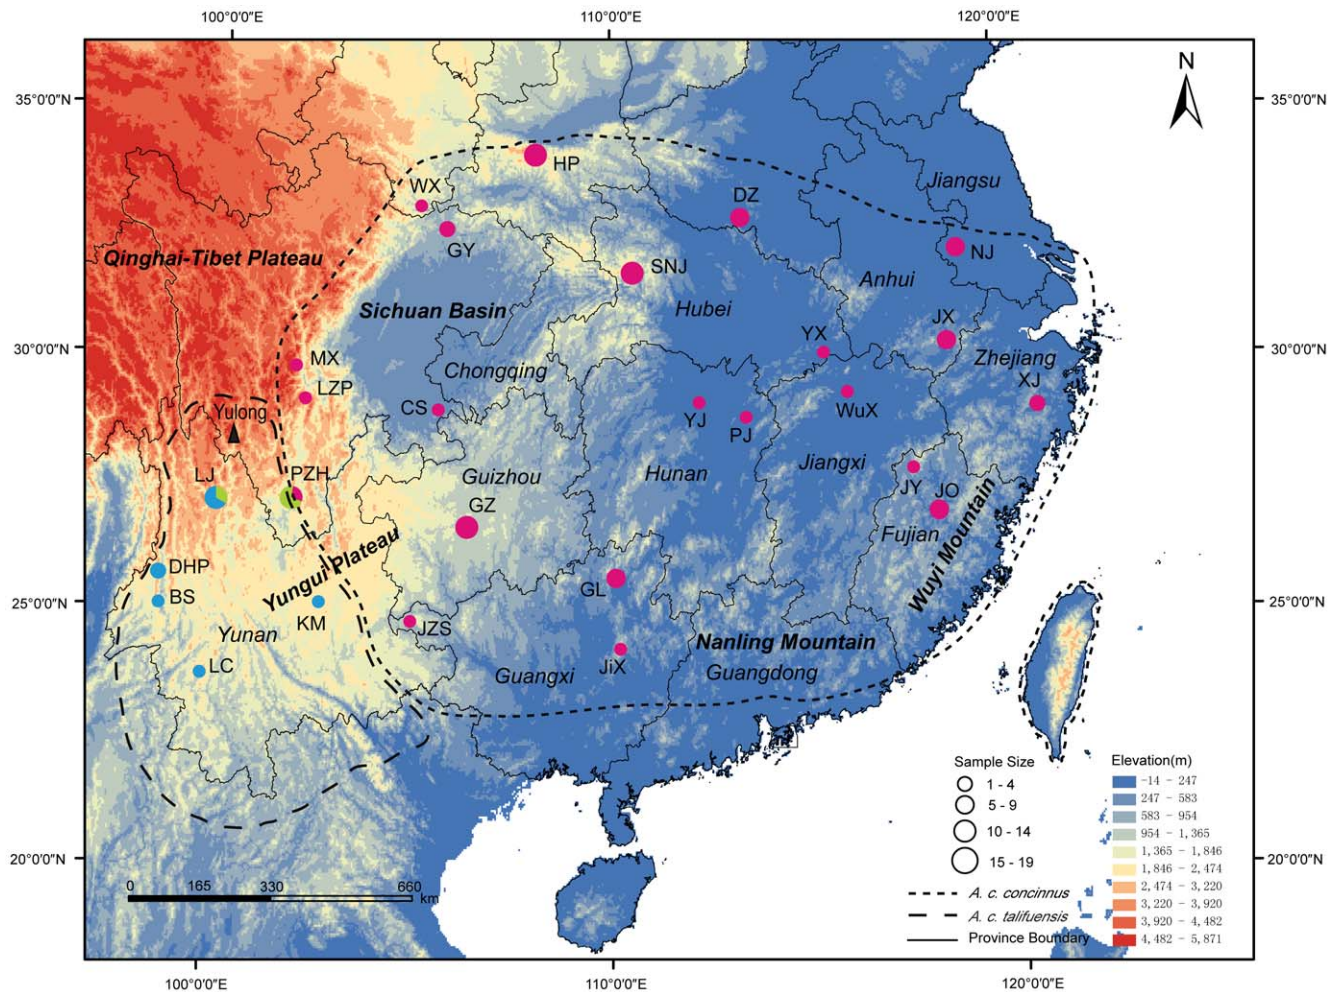 100°0'0"E
110°0'0"E
120°0'0"E
N
35°0'0"N
35°0'0"N
HP
WX
Jiangsu
DZ
GY
NJ
Qinghai-Tibet Plateau
SNJ
Anhui
Sichuan Basin
Hubei
JX
YX
30°0'0"N
30°0'0"N
MX
Zhejiang
Chongqing
XJ
LZP
CS
WuX
Yulong
YJ
PJ
LJ
PZH
Guizhou
Hunan
Jiangxi
JY
JO
GZ
Fujian
Wuyi Mountain
DHP
Yungui Plateau
GL
BS
25°0'0"N
25°0'0"N
KM
JZS
Yunan
Nanling Mountain
LC
Guangxi
JiX
Guangdong
Sample Size
1 - 4
5 - 9
10 - 14
15 - 19
A. c. concinnus
A. c. talifuensis
Province Boundary
Elevation(m)
-14 - 247
247 - 583
583 - 954
954 - 1,365
1,365 - 1,846
1,846 - 2,474
2,474 - 3,220
3,220 - 3,920
3,920 - 4,482
4,482 - 5,871
20°0'0"N
20°0'0"N
0 165 330 660
km
100°0'0"E
110°0'0"E
120°0'0"E